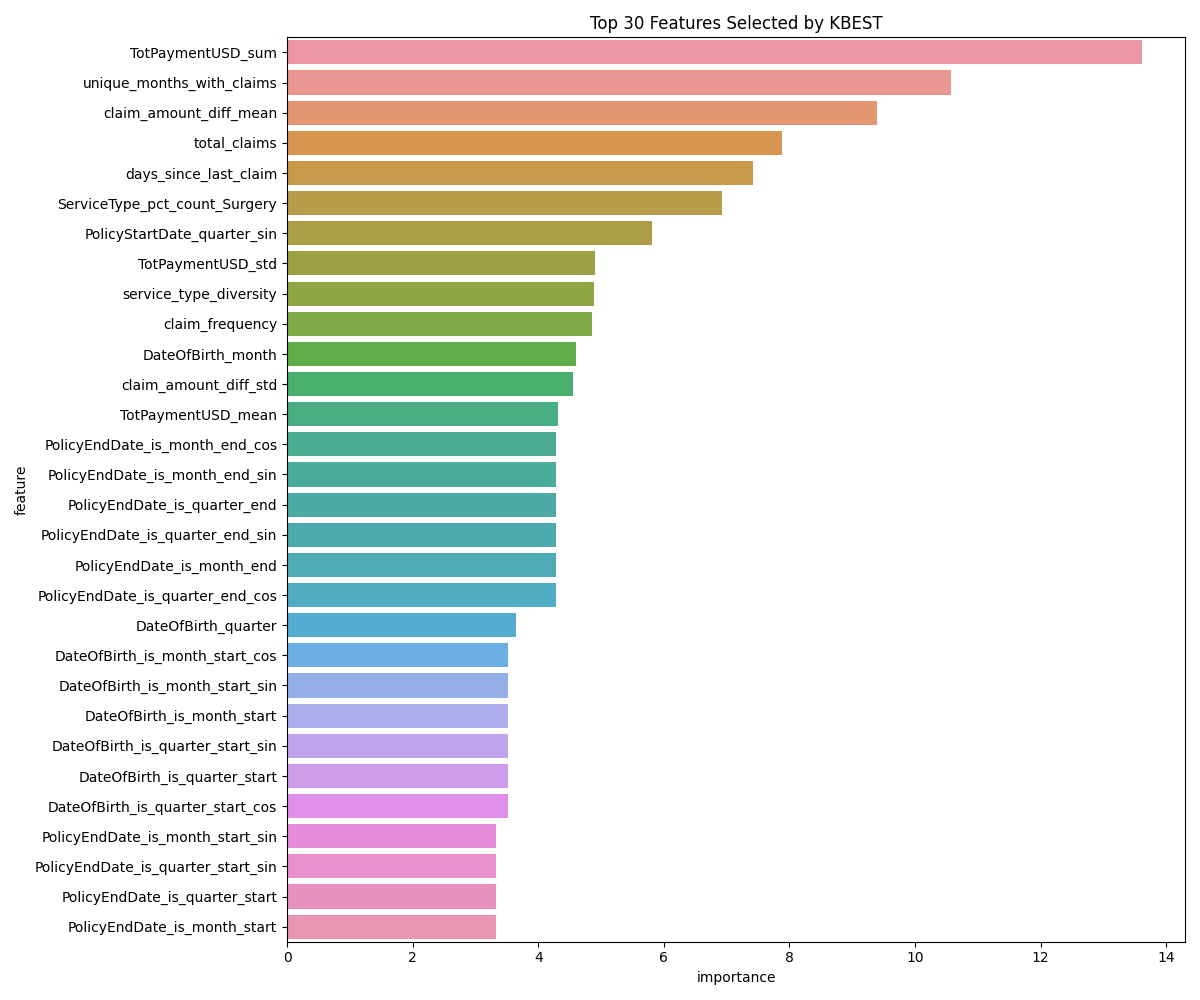 Top 30 Features Selected by KBEST
TotPaymentUSD_sum
unique_months_with_claims
claim_amount_diff_mean
total_claims
days_since_last_claim
ServiceType_pct_count_Surgery
PolicyStartDate_quarter_sin
TotPaymentUSD_std
service_type_diversity
claim_frequency
DateOfBirth_month
claim_amount_diff_std
TotPaymentUSD_mean
PolicyEndDate_is_month_end_cos
PolicyEndDate_is_month_end_sin
PolicyEndDate_is_quarter_end
PolicyEndDate_is_quarter_end_sin
PolicyEndDate_is_month_end
PolicyEndDate_is_quarter_end_cos
DateOfBirth_quarter
DateOfBirth_is_month_start_cos
DateOfBirth_is_month_start_sin
DateOfBirth_is_month_start
DateOfBirth_is_quarter_start_sin
DateOfBirth_is_quarter_start
DateOfBirth_is_quarter_start_cos
PolicyEndDate_is_month_start_sin
PolicyEndDate_is_quarter_start_sin
PolicyEndDate_is_quarter_start
PolicyEndDate_is_month_start
feature
0 2 4 6 8 10 12 14
importance